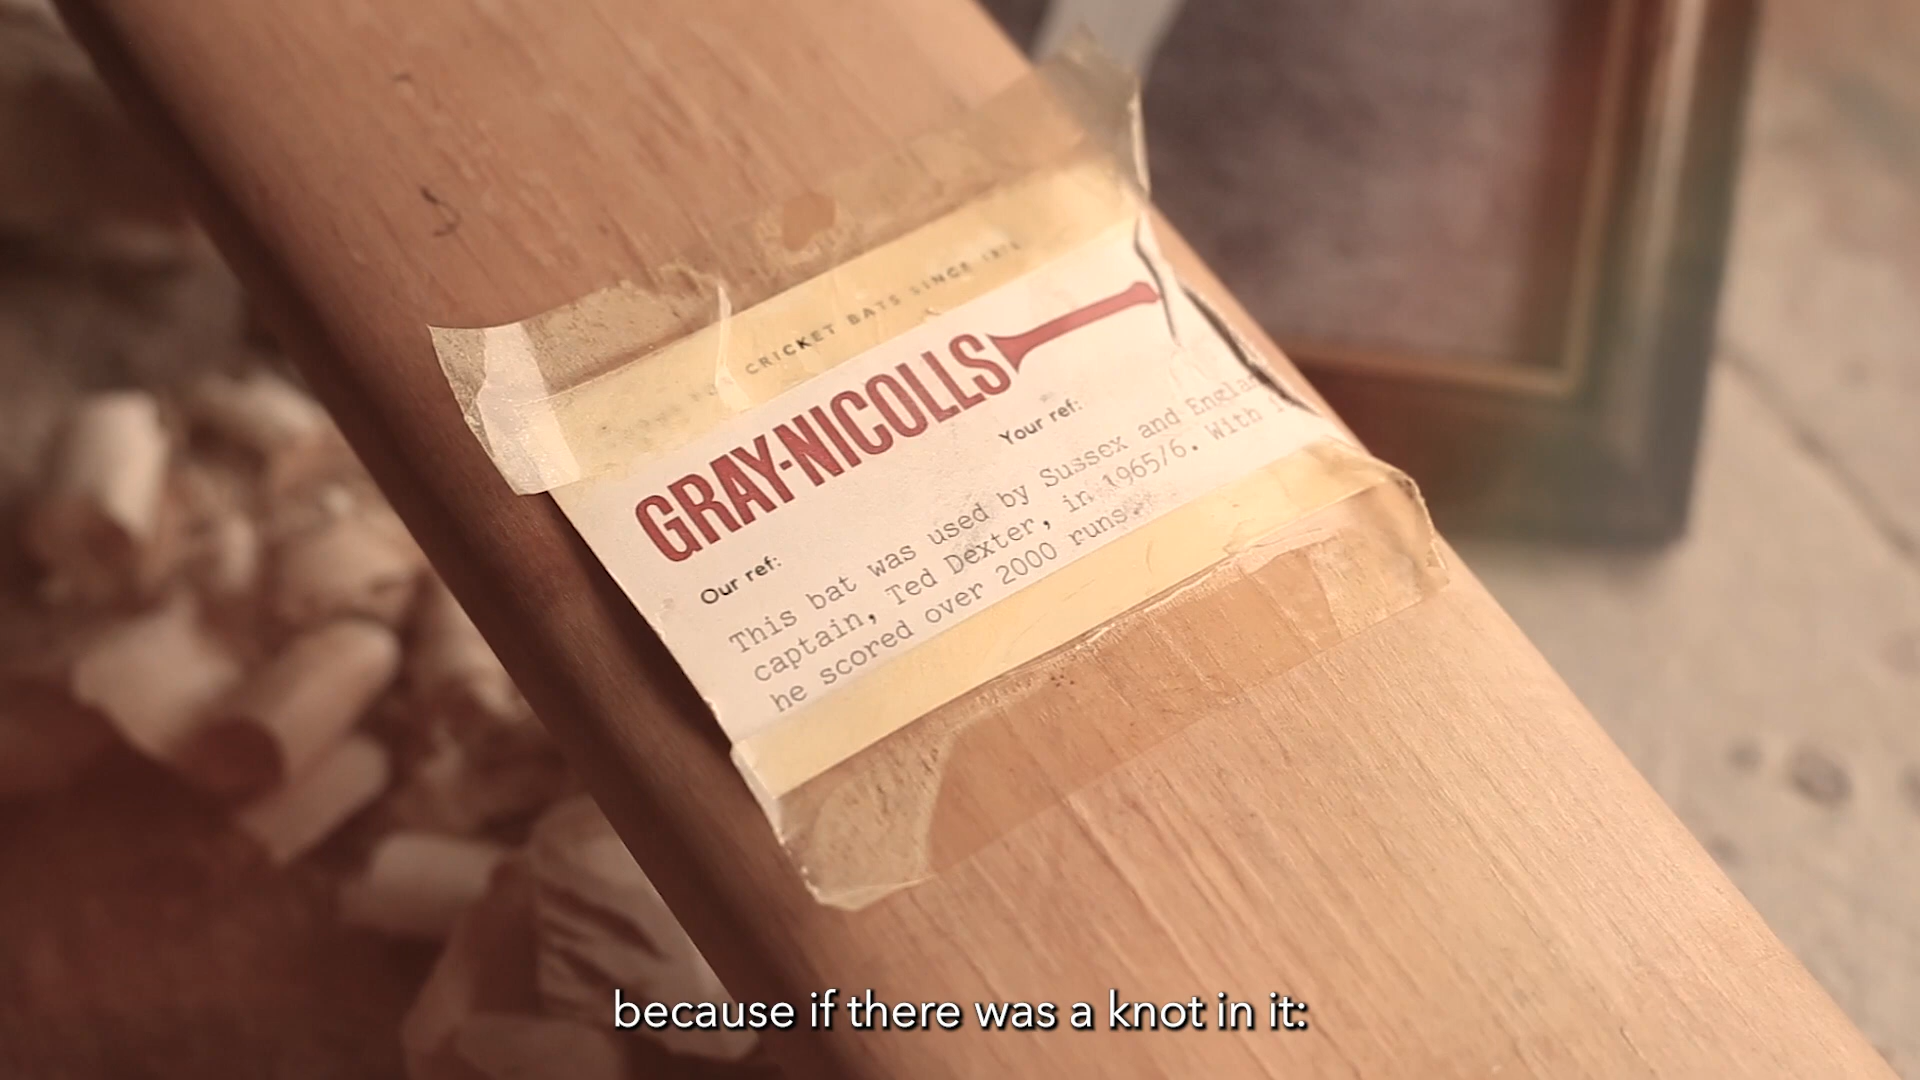 CRICKET BATS SINCE
GRAY-NICOLLS
Our ref:
Your ref:
This bat was used by Sussex and
captain, Ted Dexter, in 1965/6. With
he scored over 2000 runs.
because if there was a knot in it: